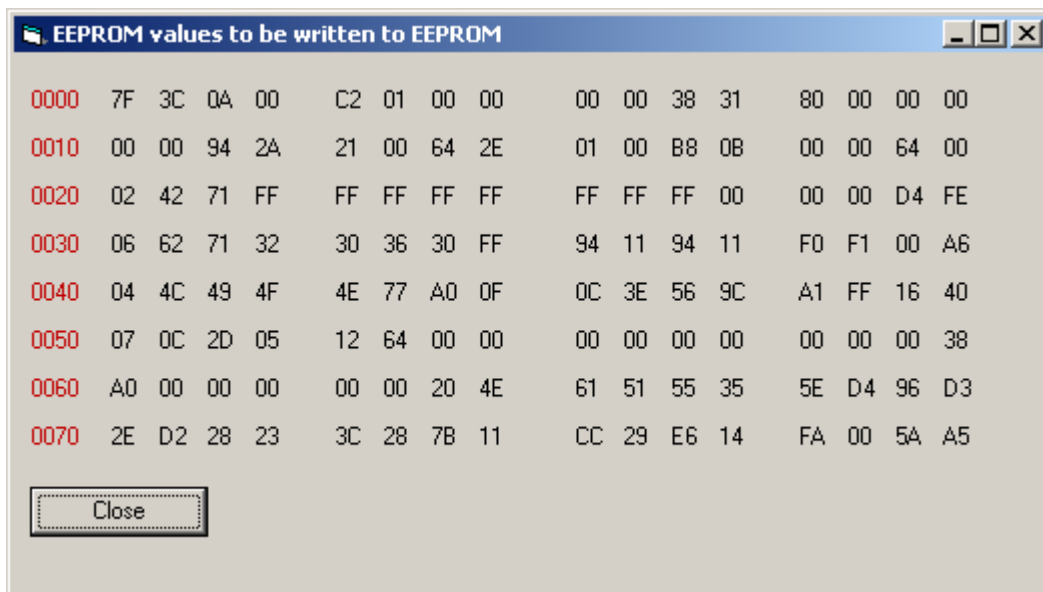 EEPROM values to be written to EEPROM
0000 7F 3C 0A 00 C2 01 00 00 00 00 38 31 80 00 00 00
0010 00 00 94 2A 21 00 64 2E 01 00 B8 0B 00 00 64 00
0020 02 42 71 FF FF FF FF FF FF FF FF 00 00 00 D4 FE
0030 06 62 71 32 30 36 30 FF 94 11 94 11 F0 F1 00 A6
0040 04 4C 49 4F 4E 77 A0 0F 0C 3E 56 9C A1 FF 16 40
0050 07 0C 2D 05 12 64 00 00 00 00 00 00 00 00 00 38
0060 A0 00 00 00 00 00 20 4E 61 51 55 35 5E D4 96 D3
0070 2E D2 28 23 3C 28 7B 11 CC 29 E6 14 FA 00 5A A5
Close